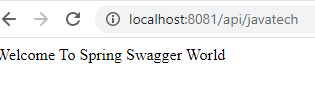 localhost:8081/api/javatech
Welcome To Spring Swagger World